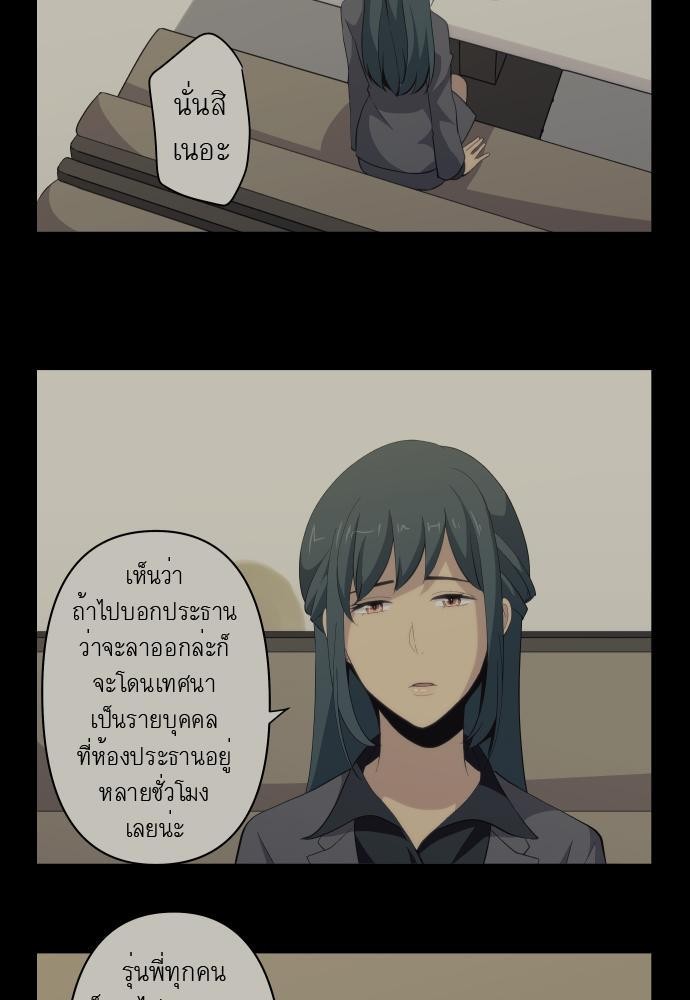 นั่นสิ
เนอะ
เห็นว่า
ถ้าไปบอกประธาน
ว่าจะลาออกล่ะก็
จะโดนเทศนา
เป็นรายบุคคล
ที่ห้องประธานอยู่
หลายชั่วโมง
เลยน่ะ
รุ่นพี่ทุกคน